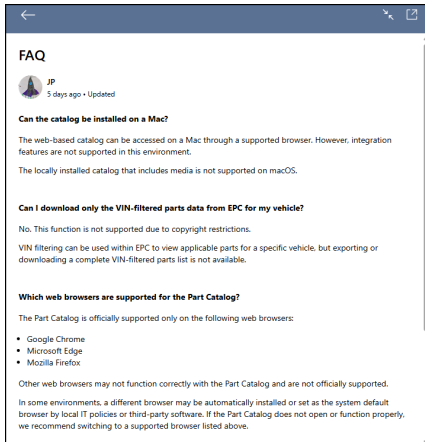 FAQ
JP
5 days ago • Updated
Can the catalog be installed on a Mac?
The web-based catalog can be accessed on a Mac through a supported browser. However, integration
features are not supported in this environment.
The locally installed catalog that includes media is not supported on macOS.
Can I download only the VIN-filtered parts data from EPC for my vehicle?
No. This function is not supported due to copyright restrictions.
VIN filtering can be used within EPC to view applicable parts for a specific vehicle, but exporting or
downloading a complete VIN-filtered parts list is not available.
Which web browsers are supported for the Part Catalog?
The Part Catalog is officially supported only on the following web browsers:
• Google Chrome
• Microsoft Edge
• Mozilla Firefox
Other web browsers may not function correctly with the Part Catalog and are not officially supported.
In some environments, a different browser may be automatically installed or set as the system default
browser by local IT policies or third-party software. If the Part Catalog does not open or function properly,
we recommend switching to a supported browser listed above.